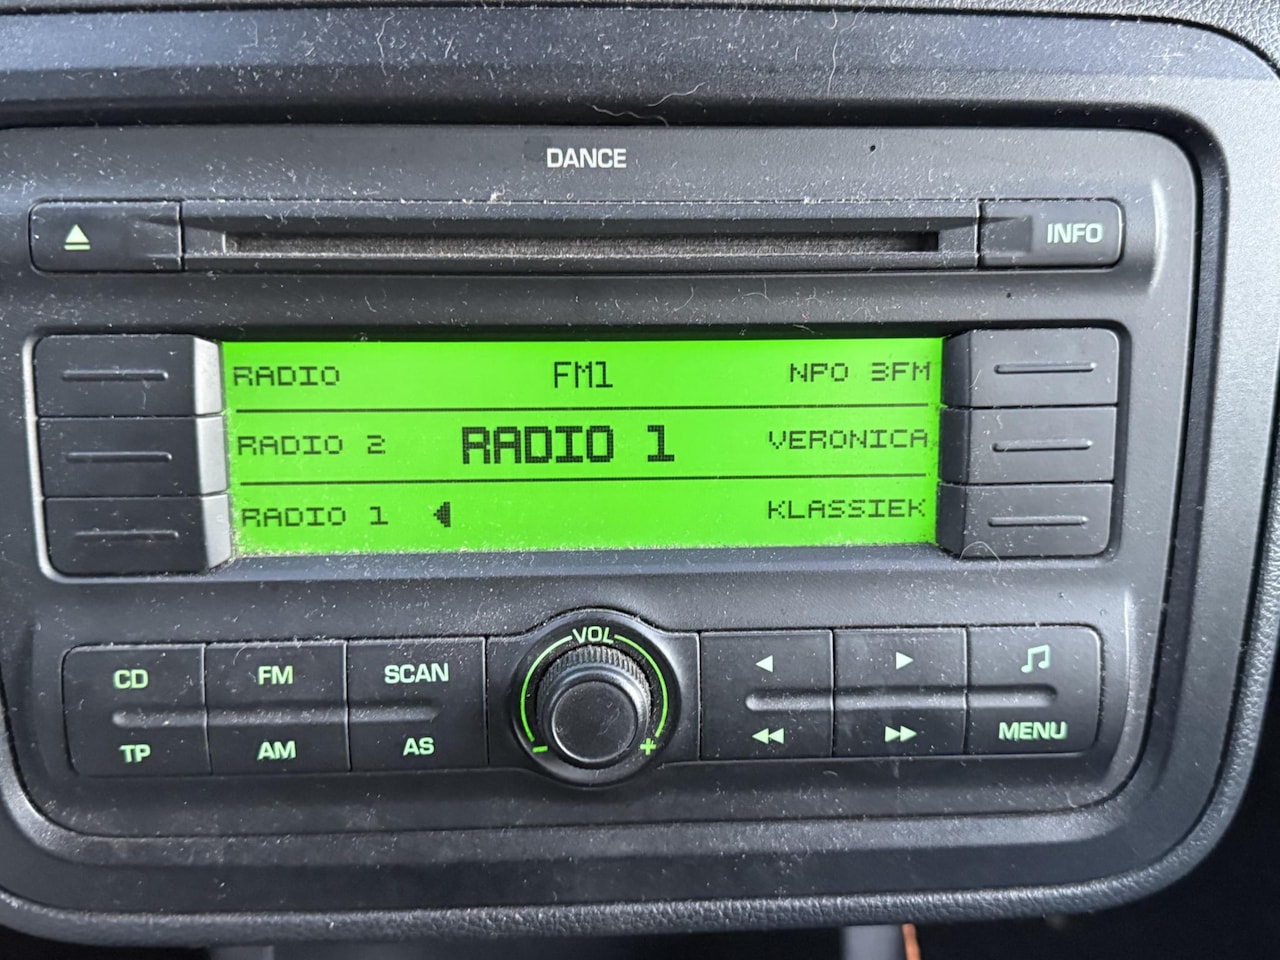 DANCE
INFO
RADIO FM1 NPO 3FM
RADIO 2 RADIO 1 VERONICA
RADIO 1 KLASSIEK
VOL
CD FM SCAN
TP AM AS
- +
MENU